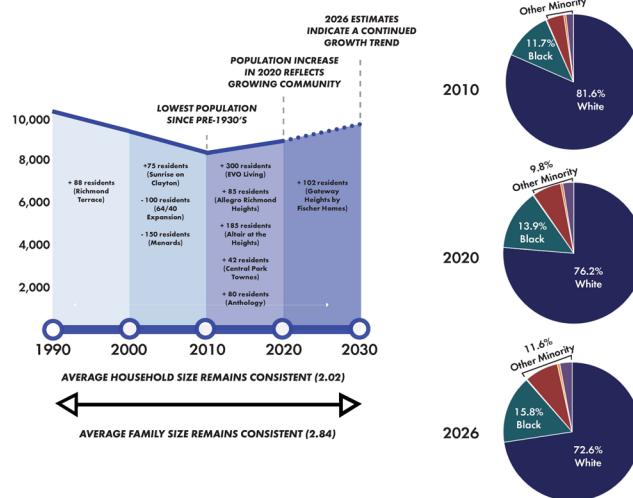 2026 ESTIMATES
INDICATE A CONTINUED
GROWTH TREND
POPULATION INCREASE
IN 2020 REFLECTS
GROWING COMMUNITY
LOWEST POPULATION
SINCE PRE-1930'S
10,000
8,000
6,000
4,000
2,000
+ 88 residents
(Richmond
Terrace)
+75 residents
(Sunrise on
Clayton)
- 100 residents
(64/40
Expansion)
- 150 residents
(Menards)
+ 300 residents
(EVO Living)
+ 85 residents
(Allegro Richmond
Heights)
+ 185 residents
(Altair at the
Heights)
+ 42 residents
(Central Park
Townes)
+ 80 residents
(Anthology)
+ 102 residents
(Gateway
Heights by
Fischer Homes)
1990 2000 2010 2020 2030
AVERAGE HOUSEHOLD SIZE REMAINS CONSISTENT (2.02)
AVERAGE FAMILY SIZE REMAINS CONSISTENT (2.84)
2010
Other Minority
11.7%
Black
81.6%
White
2020
9.8%
Other Minority
13.9%
Black
76.2%
White
2026
11.6%
Other Minority
15.8%
Black
72.6%
White